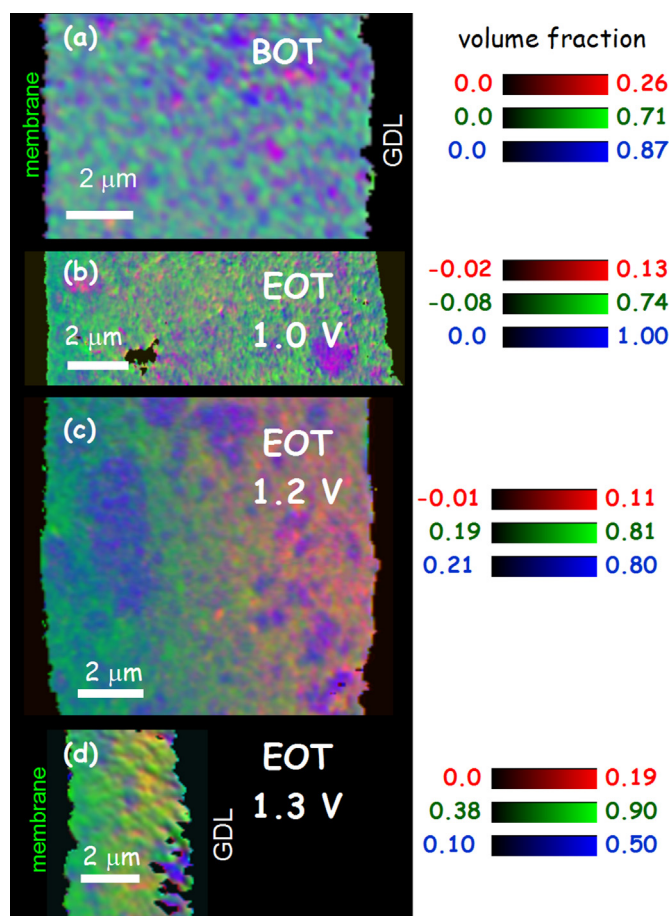 (a)
BOT
membrane
GDL
2 μm
volume fraction
0.0 0.26
0.0 0.71
0.0 0.87
(b)
EOT
1.0 V
2 μm
-0.02 0.13
-0.08 0.74
0.0 1.00
(c)
EOT
1.2 V
2 μm
-0.01 0.11
0.19 0.81
0.21 0.80
(d)
EOT
1.3 V
membrane
GDL
2 μm
0.0 0.19
0.38 0.90
0.10 0.50